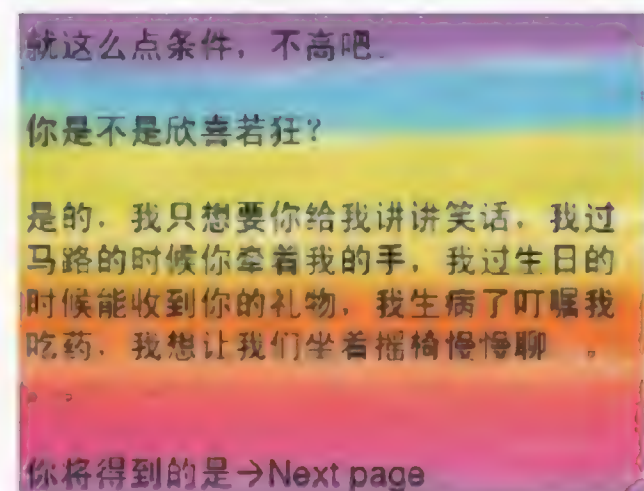 就这么点条件，不高吧..
你是不是欣喜若狂？
是的，我只想要你给我讲讲笑话，我过
马路的时候你牵着我的手，我过生日的
时候能收到你的礼物，我生病了叮嘱我
吃药，我想让我们坐着摇椅慢慢聊 。
。。
你将得到的是→Next page